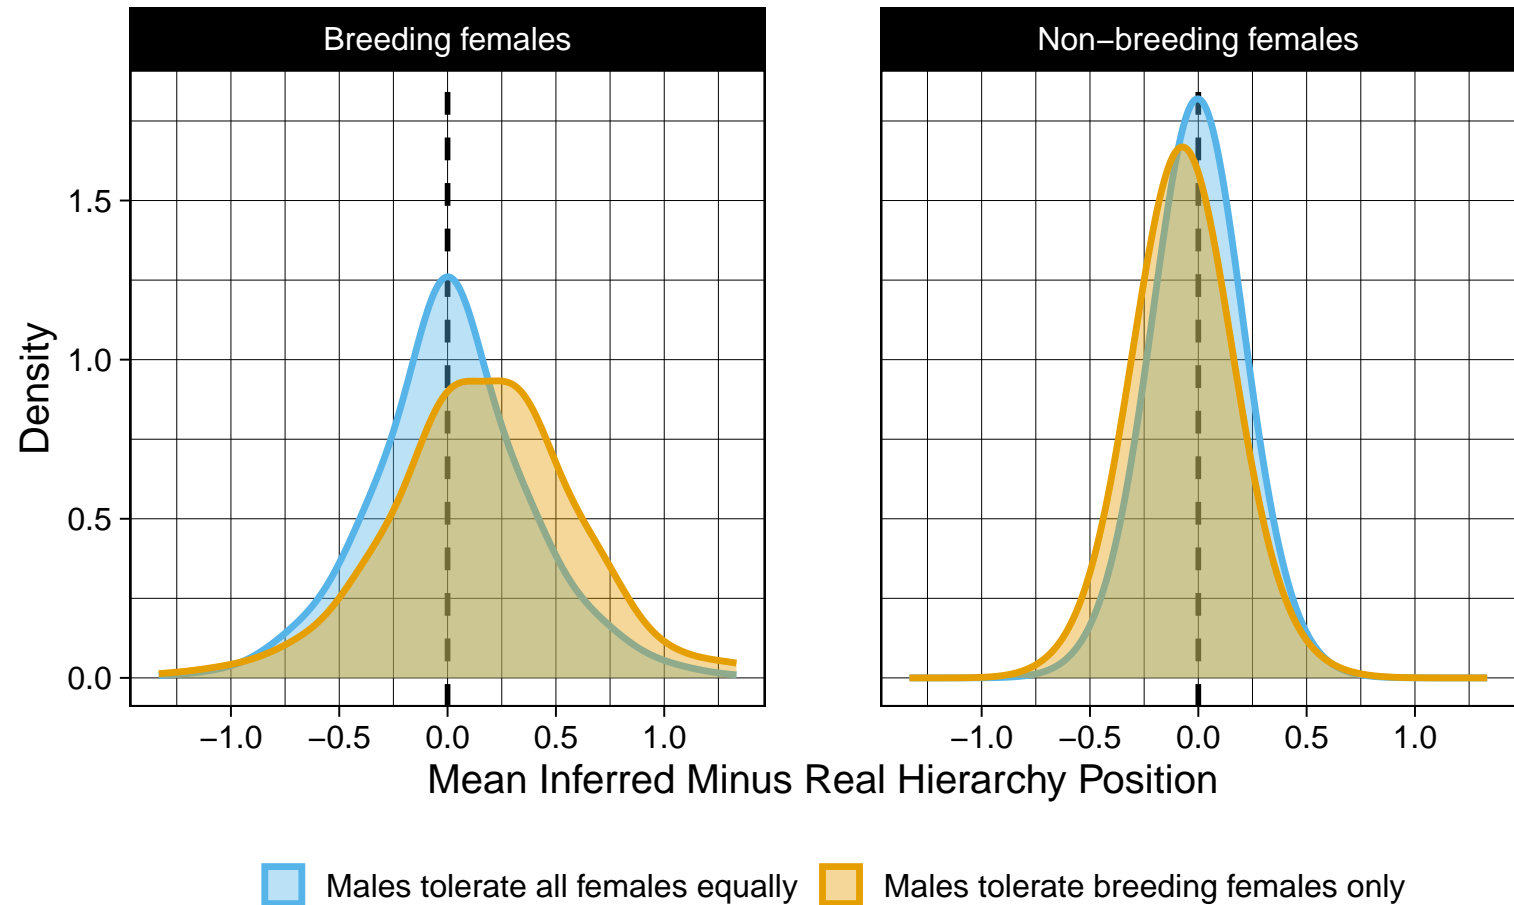 Breeding females
Non−breeding females
Density
1.5
1.0
0.5
0.0
−1.0 −0.5 0.0 0.5 1.0
−1.0 −0.5 0.0 0.5 1.0
Mean Inferred Minus Real Hierarchy Position
Males tolerate all females equally
Males tolerate breeding females only